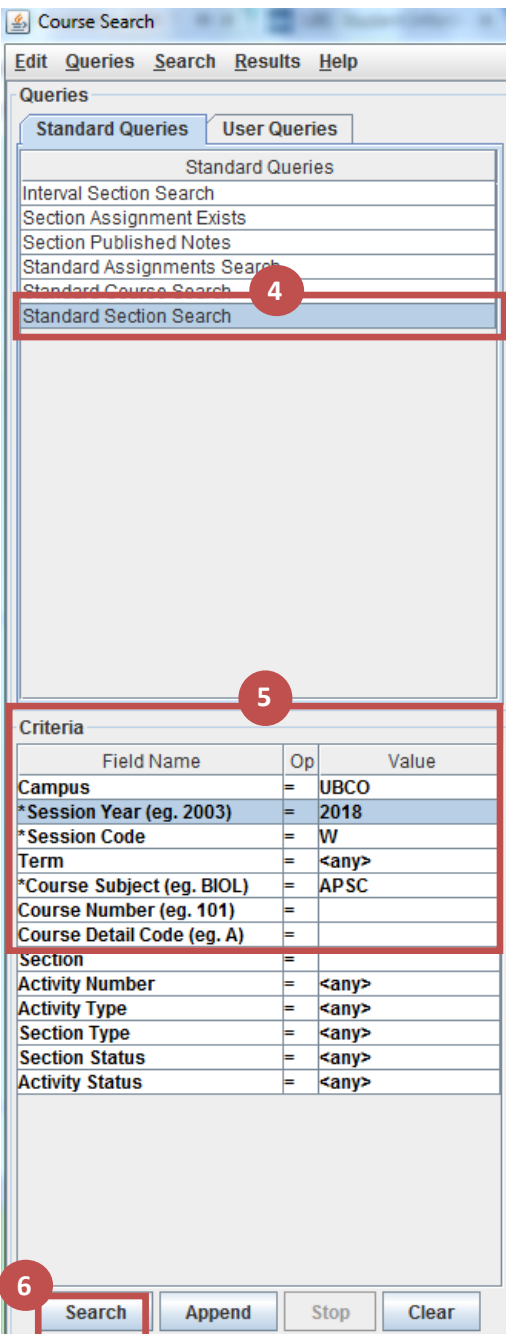 Course Search
Edit Queries Search Results Help
Queries
Standard Queries User Queries
Standard Queries
Interval Section Search
Section Assignment Exists
Section Published Notes
Standard Assignments Search
Standard Course Search
4
Standard Section Search
5
Criteria
Field Name Op Value
Campus = UBCO
*Session Year (eg. 2003) = 2018
*Session Code = W
Term = <any>
*Course Subject (eg. BIOL) = APSC
Course Number (eg. 101) =
Course Detail Code (eg. A) =
Section =
Activity Number = <any>
Activity Type = <any>
Section Type = <any>
Section Status = <any>
Activity Status = <any>
6
Search Append Stop Clear